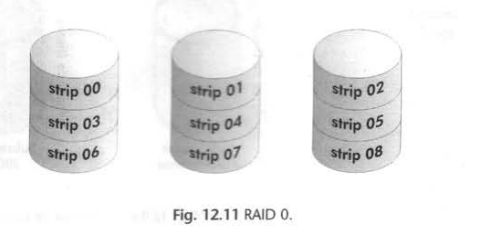 strip 00
strip 01
strip 02
strip 03
strip 04
strip 05
strip 06
strip 07
strip 08
Fig. 12.11 RAID 0.